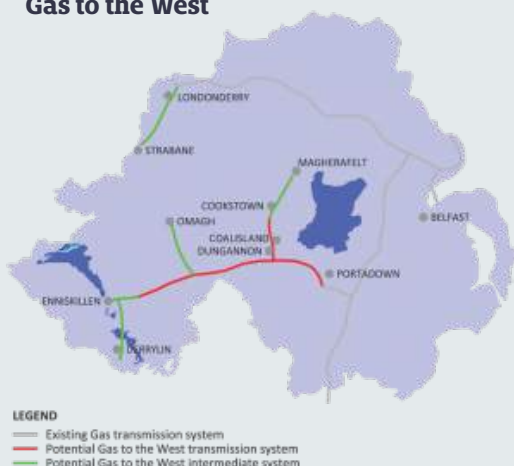 Gas to the West
LONDONDERRY
STRABANE
MAGHERAFELT
COOKSTOWN
OMAGH
BELFAST
COALISLAND
DUNGANNON
PORTADOWN
ENNISKILLEN
DERRYLIN
LEGEND
Existing Gas transmission system
Potential Gas to the West transmission system
Potential Gas to the West intermediate system